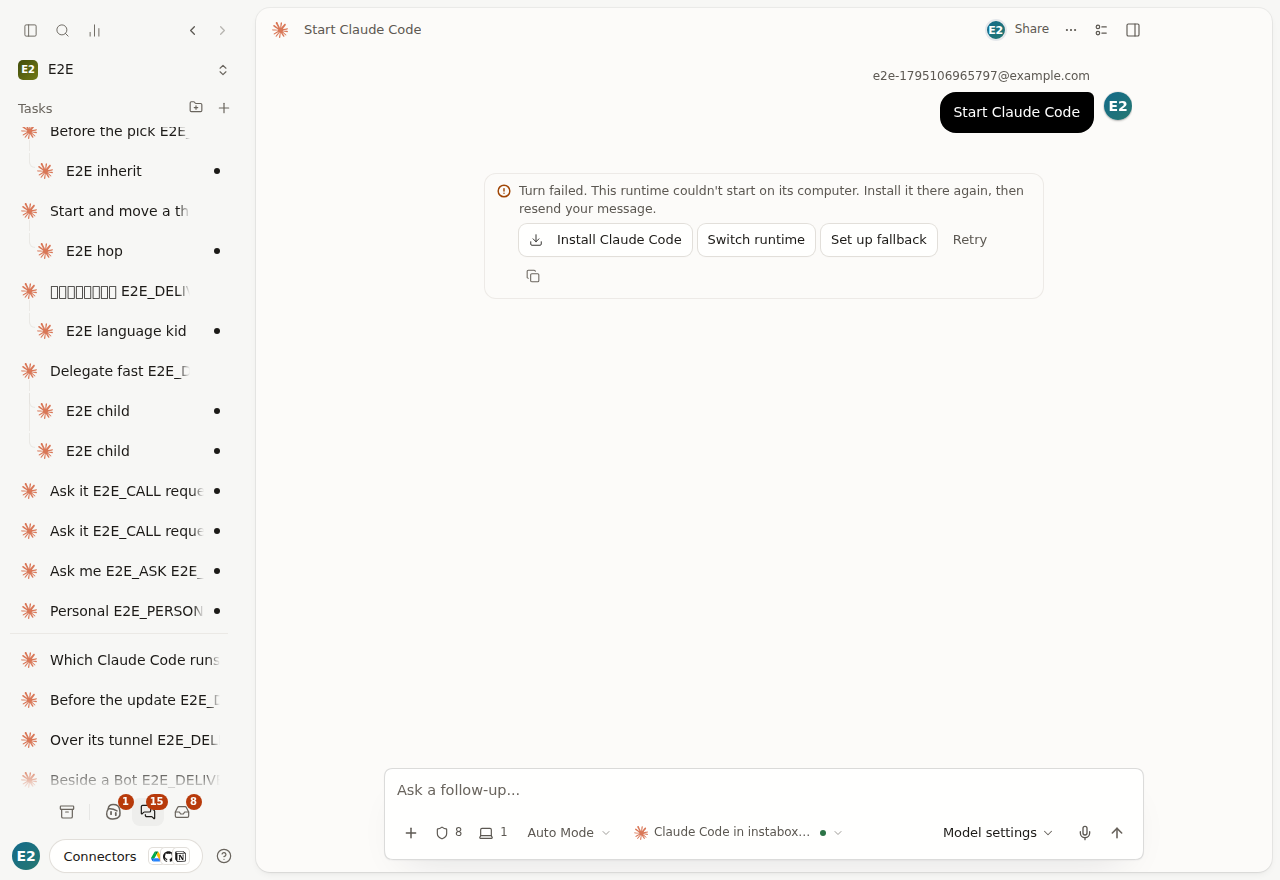 Start Claude Code
E2 Share
E2 E2E
e2e-1795106965797@example.com
Tasks
Start Claude Code
E2
Before the pick E2E_
E2E inherit
Start and move a th
E2E hop
E2E_DELIV
E2E language kid
Delegate fast E2E_D
E2E child
E2E child
Ask it E2E_CALL reque
Ask it E2E_CALL reque
Ask me E2E_ASK E2E_
Personal E2E_PERSON
Which Claude Code runs
Before the update E2E_D
Over its tunnel E2E_DEL
Beside a Bot E2E_DELIV
1 15 8
E2 Connectors
Turn failed. This runtime couldn't start on its computer. Install it there again, then
resend your message.
Install Claude Code Switch runtime Set up fallback Retry
Ask a follow-up...
8 1 Auto Mode Claude Code in instabox... Model settings